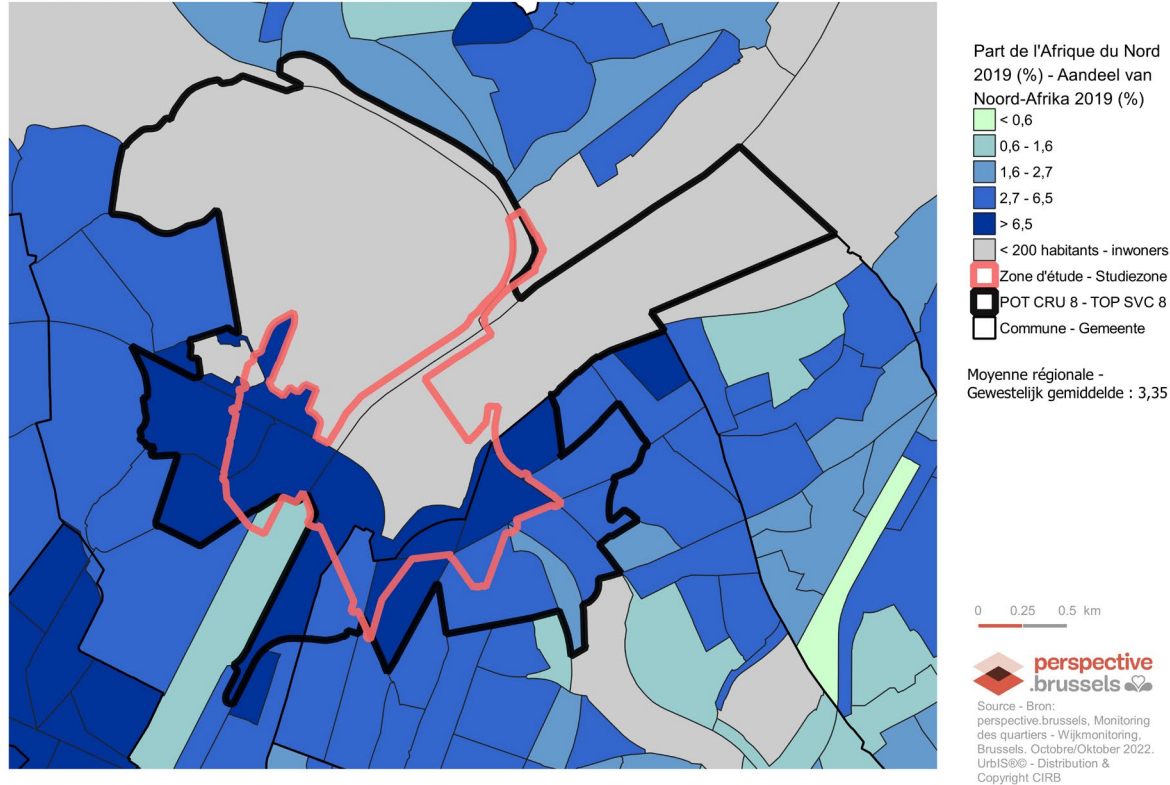 Part de l'Afrique du Nord
2019 (%) - Aandeel van
Noord-Afrika 2019 (%)
< 0,6
0,6 - 1,6
1,6 - 2,7
2,7 - 6,5
> 6,5
< 200 habitants - inwoners
Zone d'étude - Studiezone
POT CRU 8 - TOP SVC 8
Commune - Gemeente
Moyenne régionale -
Gewestelijk gemiddelde : 3,35
0 0.25 0.5 km
perspective
.brussels
Source - Bron:
perspective.brussels, Monitoring
des quartiers - Wijkmonitoring,
Brussels. Octobre/Oktober 2022.
UrbIS®© - Distribution &
Copyright CIRB